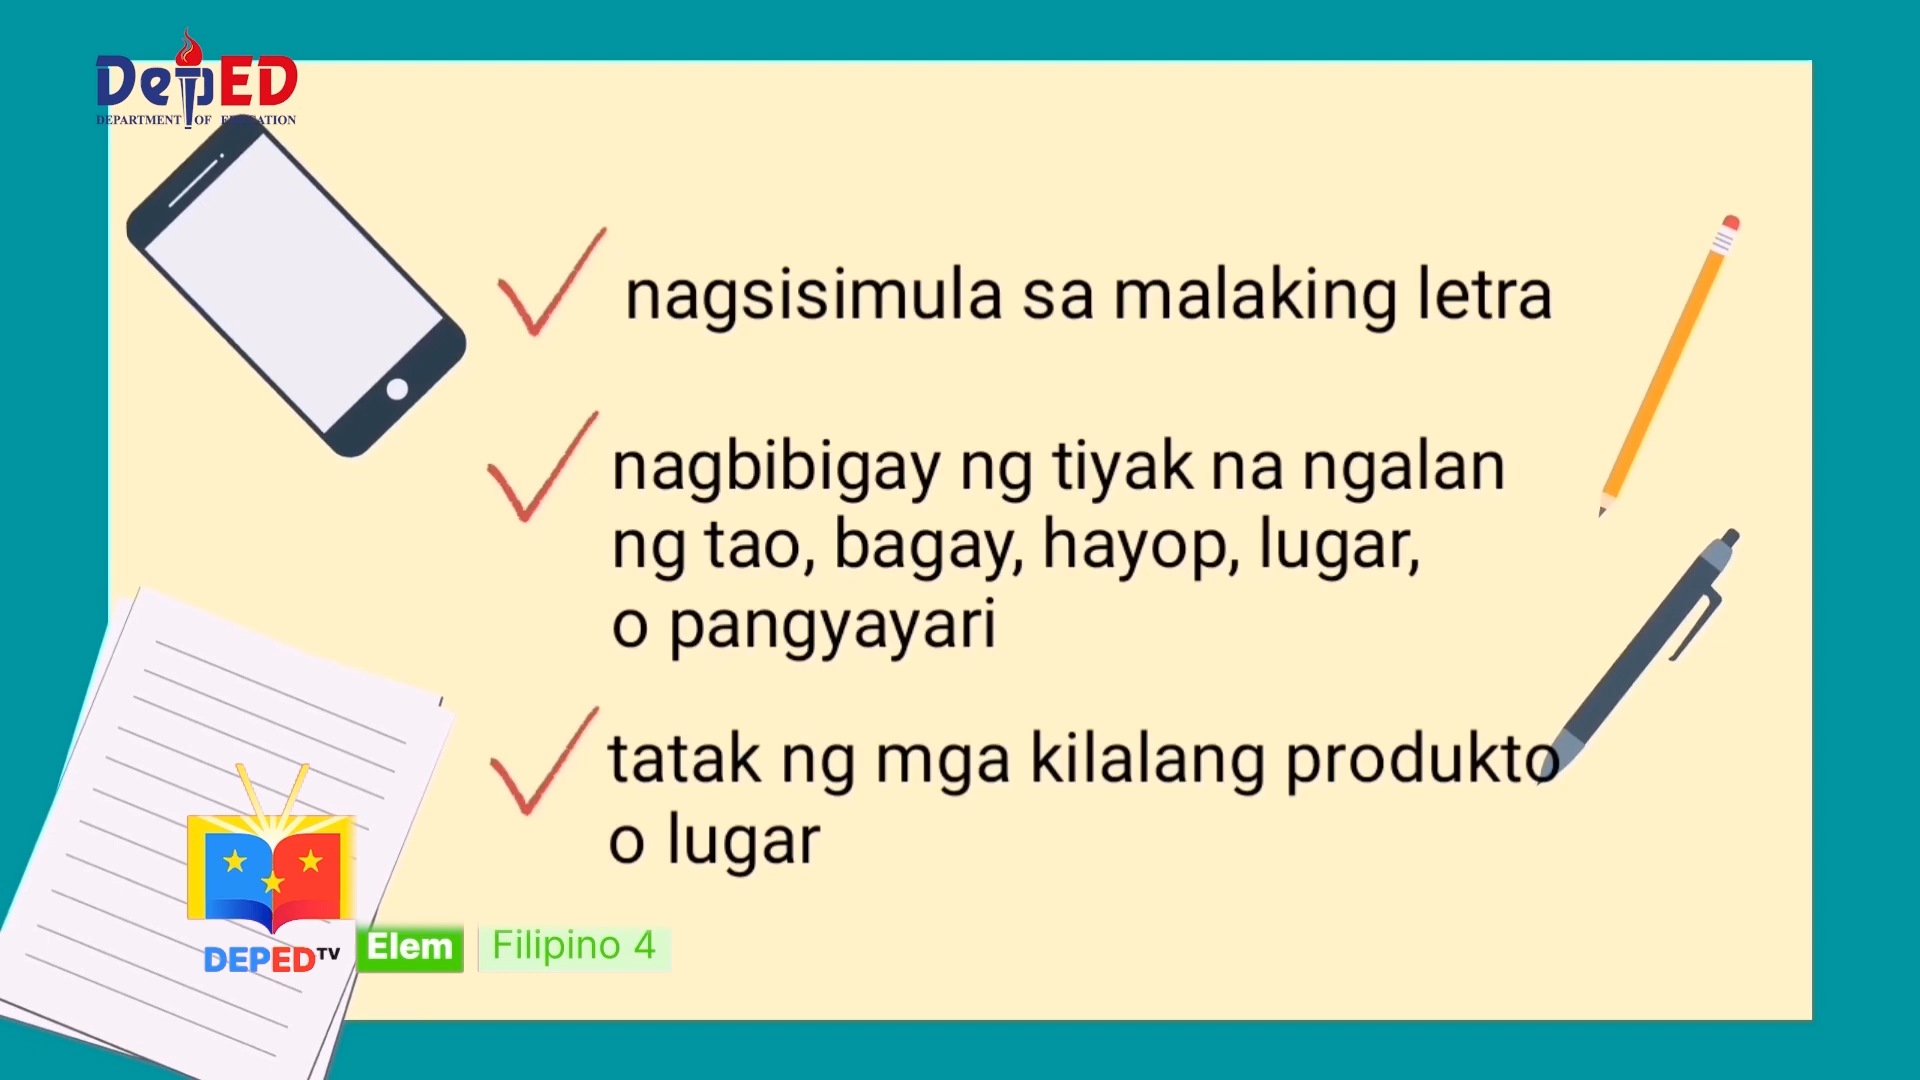 DepED
DEPARTMENT OF EDUCATION
nagsisimula sa malaking letra
nagbibigay ng tiyak na ngalan
ng tao, bagay, hayop, lugar,
o pangyayari
tatak ng mga kilalang produkto
o lugar
DEPED TV
Elem
Filipino 4